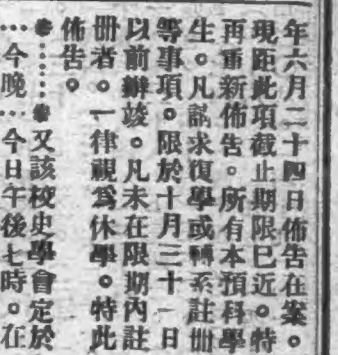 年六月二十四日佈告在案。
現距此項截止期限已近。特
再重新佈告。所有本預科學
生。凡請求復學或轉系註册
等事項。限於十月三十一日
以前辦竣。凡未在限期內註
册者。一律視爲休學。特此
佈告。
……又該校史學會定於
…今晚…今日午後七時。在